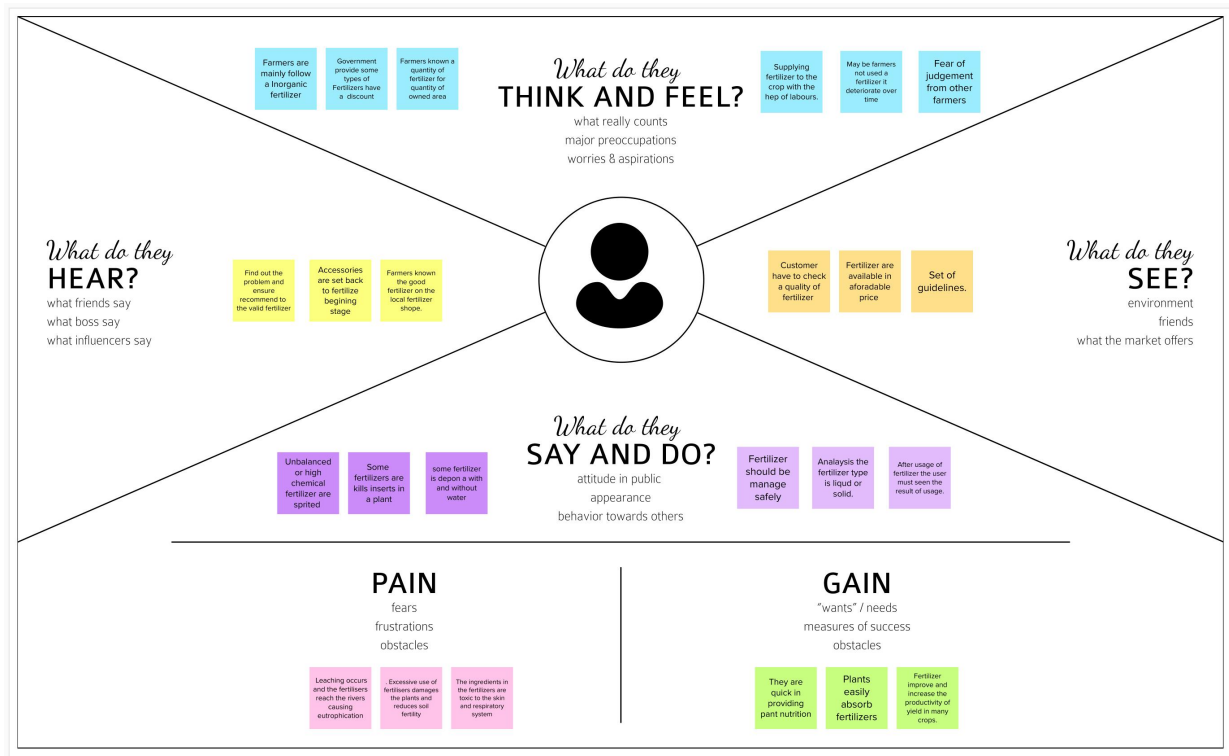 Farmers are
mainly follow
a Inorganic
fertilizer
Government
provide some
types of
Fertilizers have
a discount
Farmers known a
quantity of
fertilizer for
quantity of
owned area
What do they
THINK AND FEEL?
what really counts
major preoccupations
worries & aspirations
Supplying
fertilizer to the
crop with the
hep of labours.
May be farmers
not used a
fertilizer it
deteriorate over
time
Fear of
judgement
from other
farmers
What do they
HEAR?
what friends say
what boss say
what influencers say
Find out the
problem and
ensure
recommend to
the valid fertilizer
Accessories
are set back
to fertilize
begining
stage
Farmers known
the good
fertilizer on the
local fertilizer
shope.
Customer
have to check
a quality of
fertilizer
Fertilizer are
available in
aforadable
price
Set of
guidelines.
What do they
SEE?
environment
friends
what the market offers
What do they
SAY AND DO?
attitude in public
appearance
behavior towards others
Unbalanced
or high
chemical
fertilizer are
sprited
Some
fertilizers are
kills inserts in
a plant
some fertilizer
is depon a with
and without
water
Fertilizer
should be
manage
safely
Analaysis the
fertilizer type
is liqud or
solid.
After usage of
fertilizer the user
must seen the
result of usage.
PAIN
fears
frustrations
obstacles
Leaching occurs
and the fertilisers
reach the rivers
causing
eutrophication
. Excessive use of
fertilisers damages
the plants and
reduces soil
fertility
The ingredients in
the fertilizers are
toxic to the skin
and respiratory
system
GAIN
"wants" / needs
measures of success
obstacles
They are
quick in
providing
pant nutrition
Plants
easily
absorb
fertilizers
Fertilizer
improve and
increase the
productivity of
yield in many
crops.